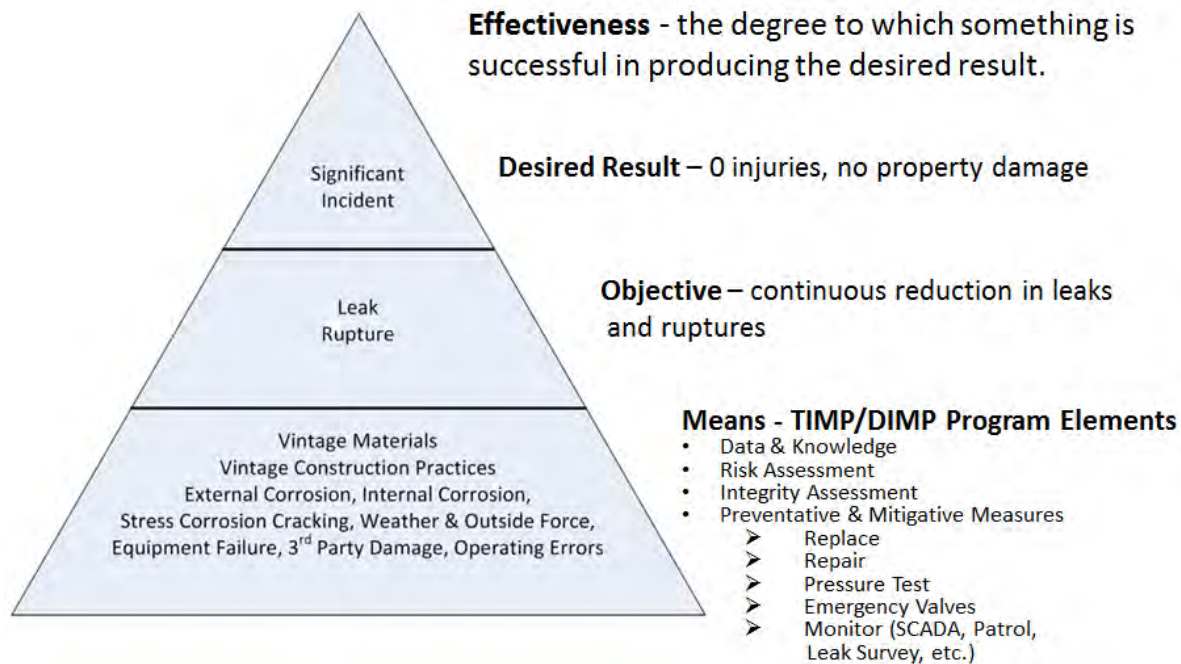 Effectiveness - the degree to which something is
successful in producing the desired result.
Significant
Incident
Desired Result – 0 injuries, no property damage
Leak
Rupture
Objective – continuous reduction in leaks
and ruptures
Vintage Materials
Vintage Construction Practices
External Corrosion, Internal Corrosion,
Stress Corrosion Cracking, Weather & Outside Force,
Equipment Failure, 3rd Party Damage, Operating Errors
Means - TIMP/DIMP Program Elements
• Data & Knowledge
• Risk Assessment
• Integrity Assessment
• Preventative & Mitigative Measures
➢ Replace
➢ Repair
➢ Pressure Test
➢ Emergency Valves
➢ Monitor (SCADA, Patrol,
Leak Survey, etc.)